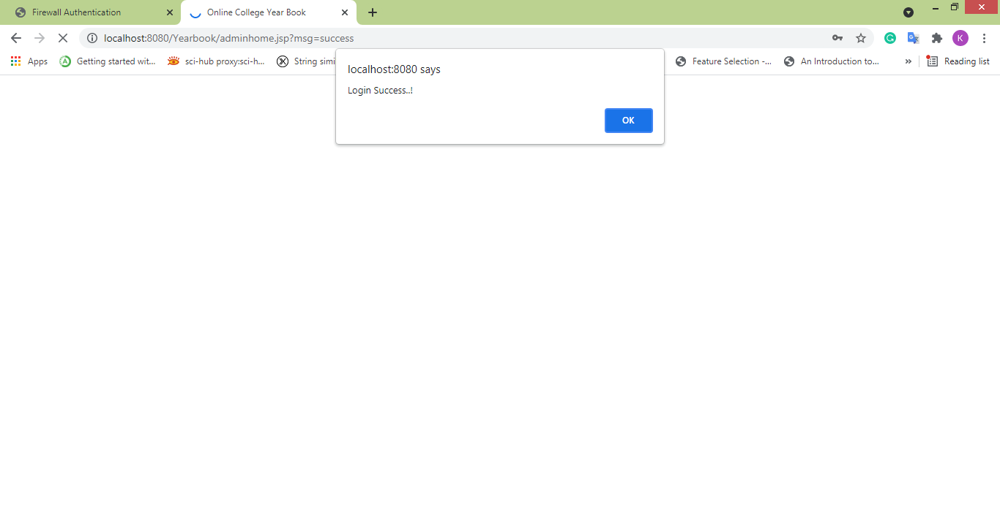 Firewall Authentication
Online College Year Book
localhost:8080/Yearbook/adminhome.jsp?msg=success
K
Apps
Getting started wit...
sci-hub proxy:sci-h...
String simi
Feature Selection -...
An Introduction to...
»
Reading list
localhost:8080 says
Login Success..!
OK